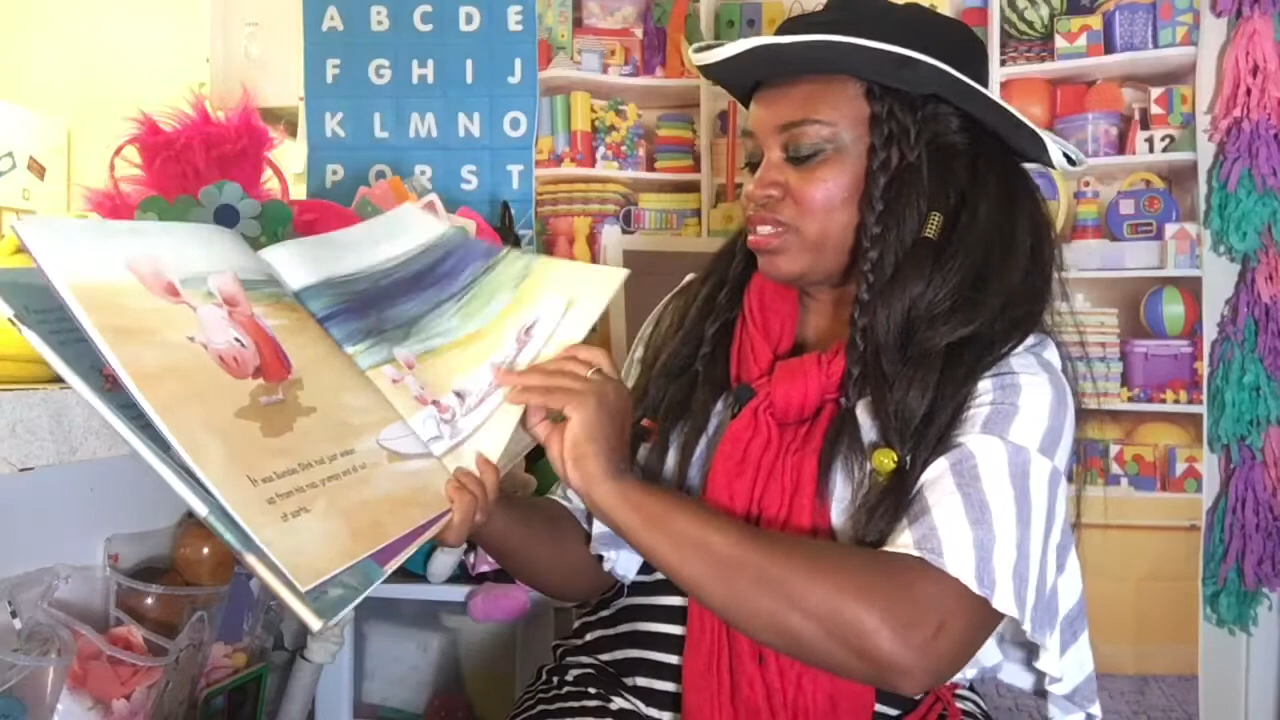 A B C D E
F G H I J
K L M N O
P Q R S T
12
It was Sunday. Dirk had just woken
up from his nap, grumpy and all out
of sorts.